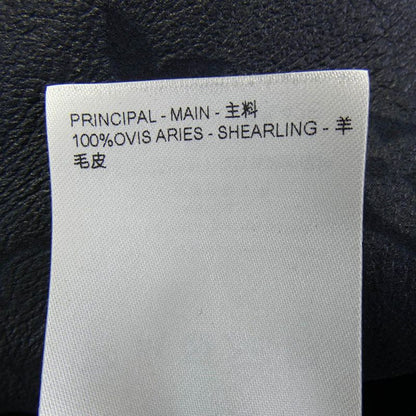 PRINCIPAL - MAIN - 主料
100%OVIS ARIES - SHEARLING - 羊
毛皮